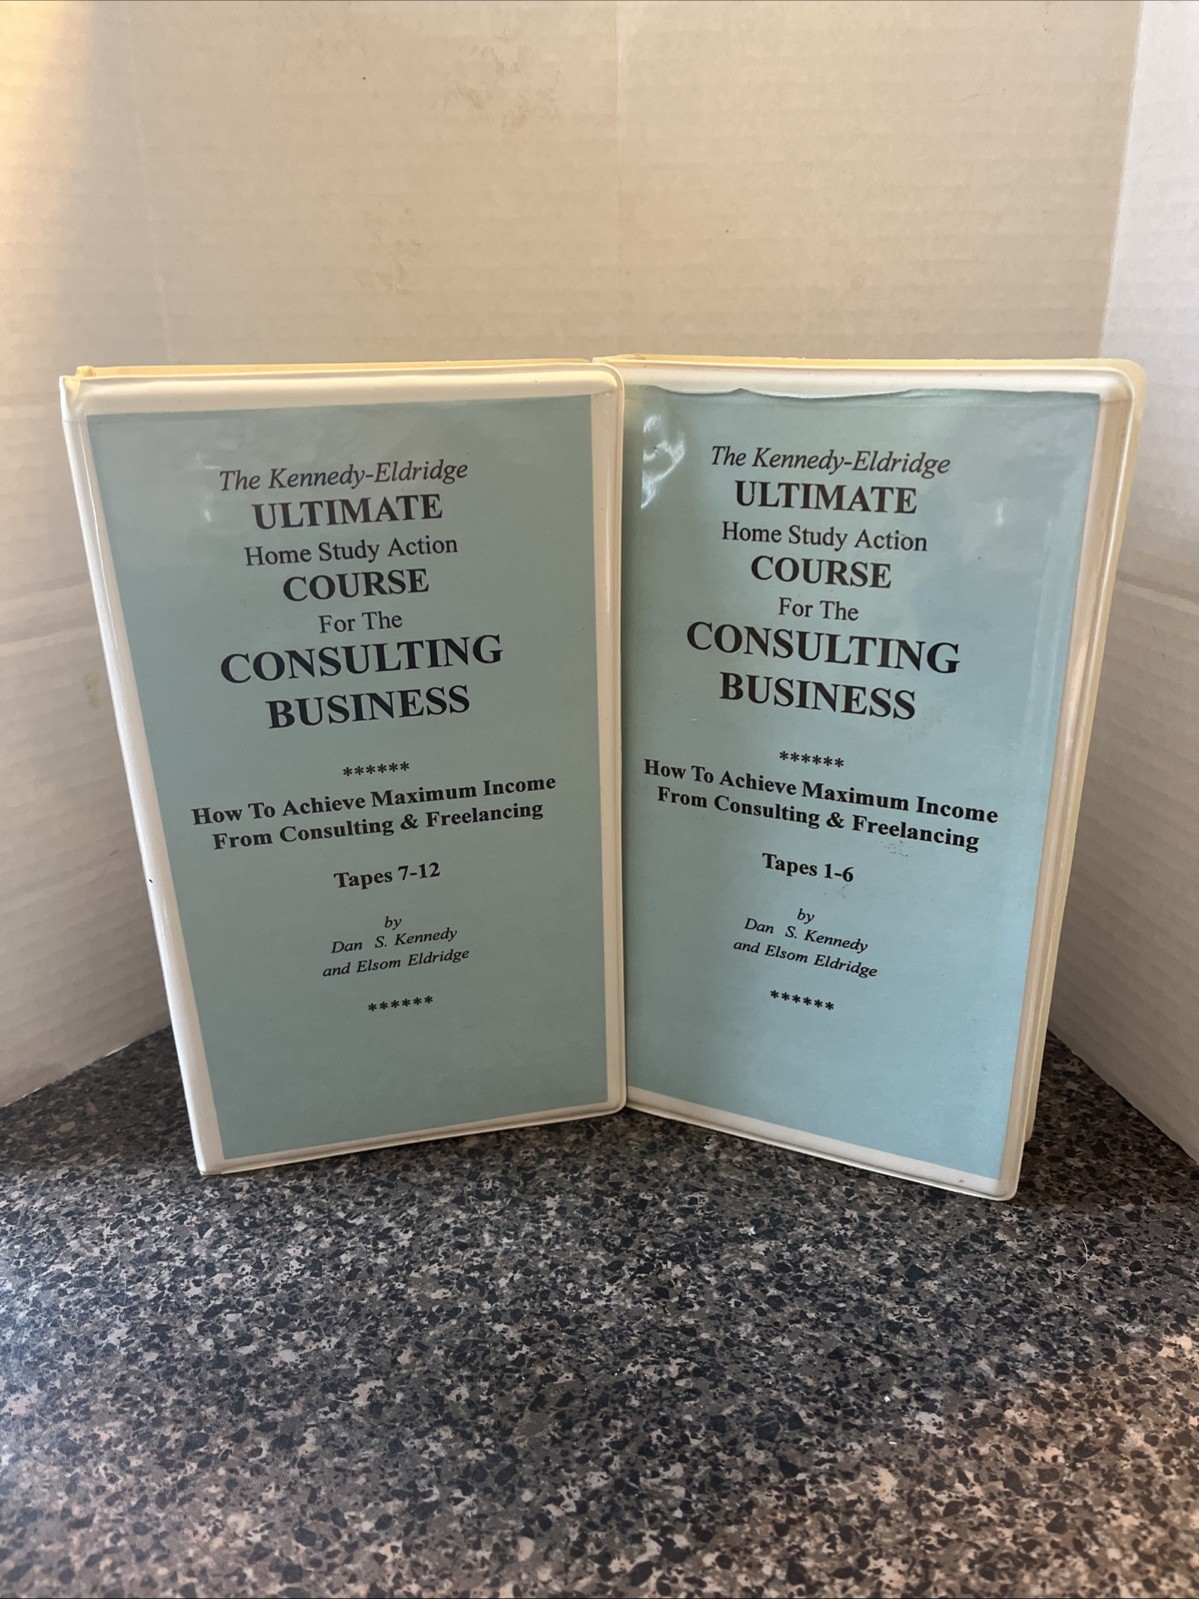 The Kennedy-Eldridge
ULTIMATE
Home Study Action
COURSE
For The
CONSULTING
BUSINESS
******
How To Achieve Maximum Income
From Consulting & Freelancing
Tapes 7-12
by
Dan S. Kennedy
and Elsom Eldridge
******
The Kennedy-Eldridge
ULTIMATE
Home Study Action
COURSE
For The
CONSULTING
BUSINESS
******
How To Achieve Maximum Income
From Consulting & Freelancing
Tapes 1-6
by
Dan S. Kennedy
and Elsom Eldridge
******